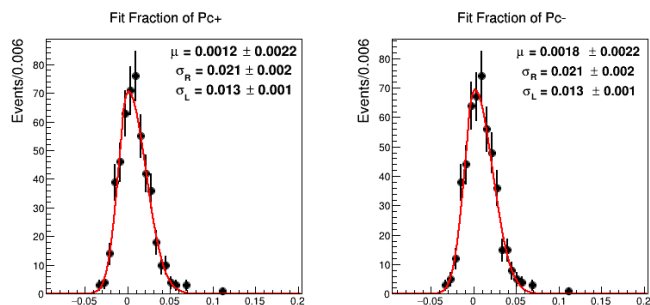 Fit Fraction of Pc+
μ = 0.0012 ± 0.0022
σR = 0.021 ± 0.002
σL = 0.013 ± 0.001
Events/0.006
80
70
60
50
40
30
20
10
0
−0.05 0 0.05 0.1 0.15 0.2
Fit Fraction of Pc-
μ = 0.0018 ± 0.0022
σR = 0.021 ± 0.002
σL = 0.013 ± 0.001
Events/0.006
80
70
60
50
40
30
20
10
0
−0.05 0 0.05 0.1 0.15 0.2